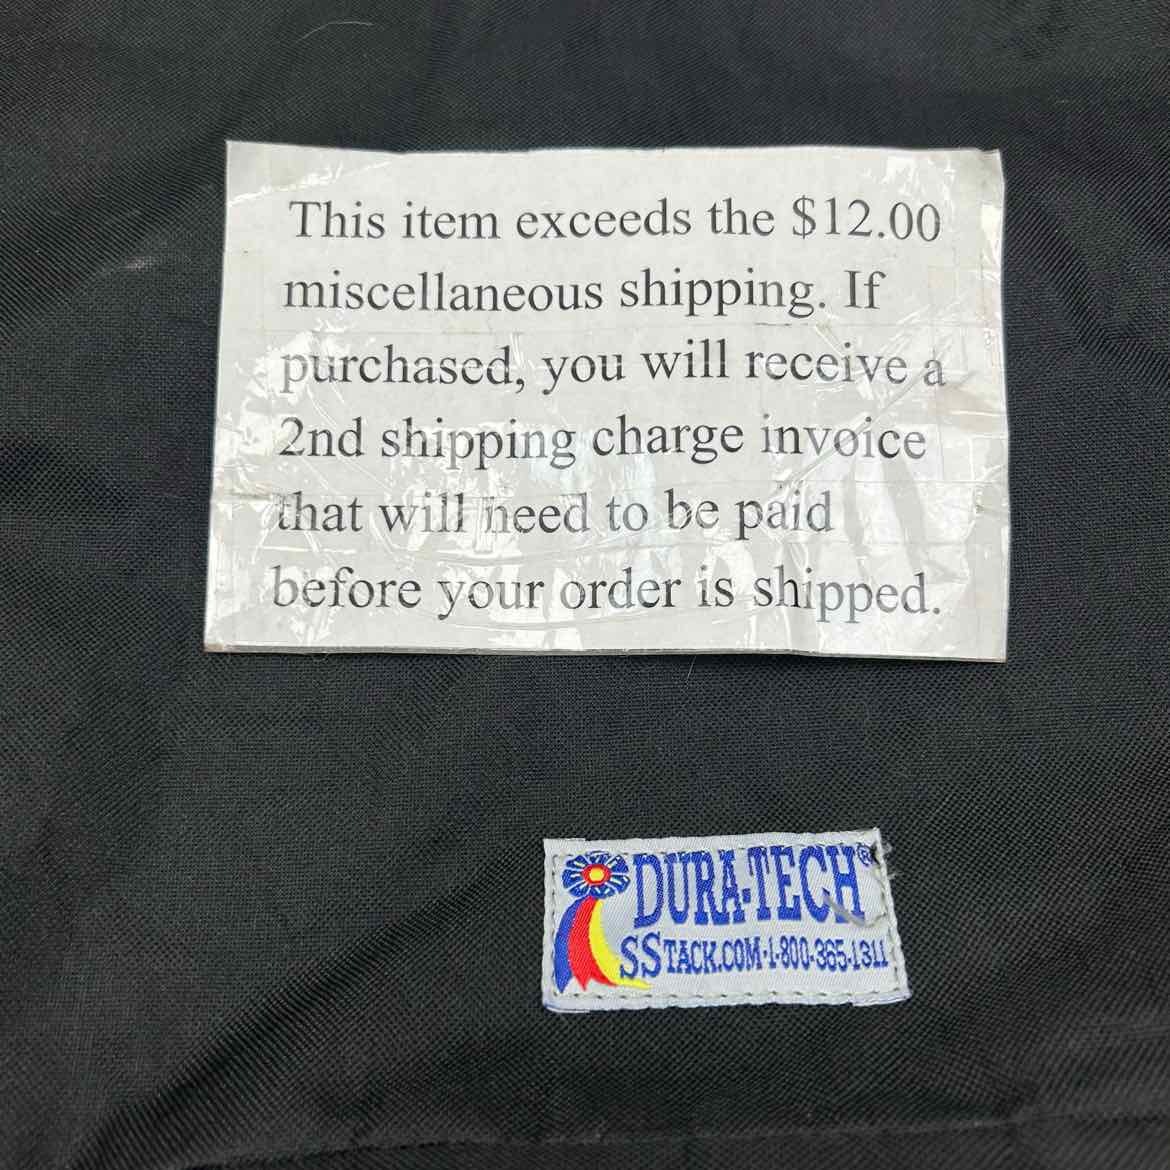 This item exceeds the $12.00
miscellaneous shipping. If
purchased, you will receive a
2nd shipping charge invoice
that will need to be paid
before your order is shipped.
DURA-TECH®
SSTACK.COM·1-800-365-1311